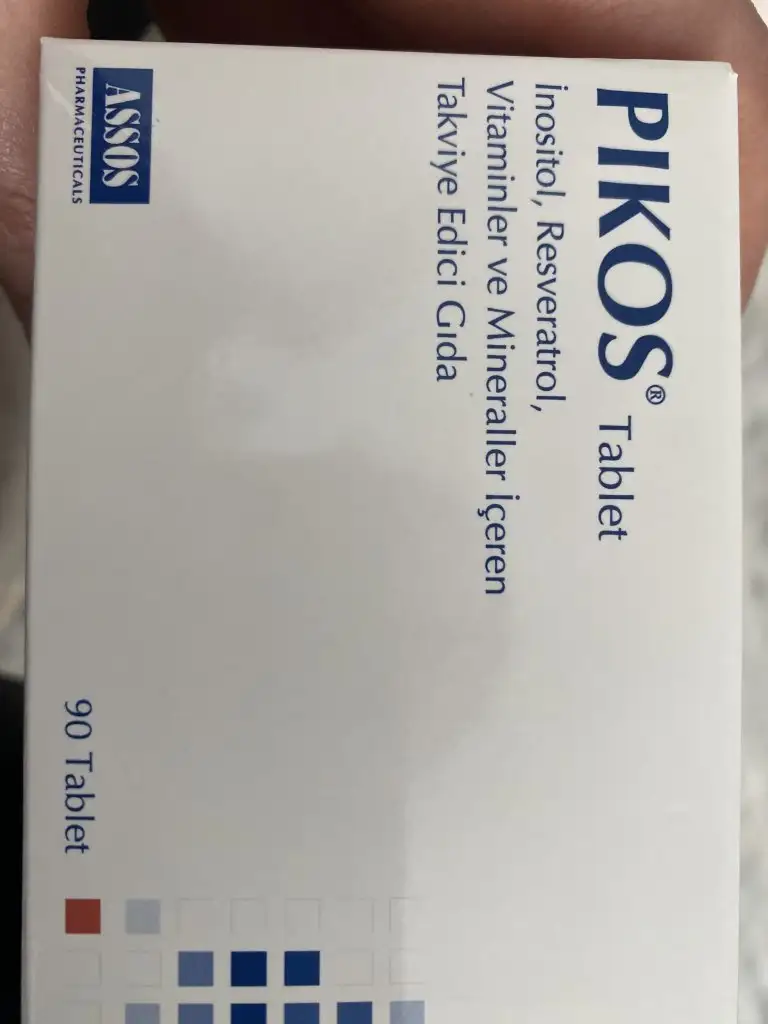 PIKOS® Tablet
İnositol, Resveratrol,
Vitaminler ve Mineraller İçeren
Takviye Edici Gıda
ASSOS
PHARMACEUTICALS
90 Tablet